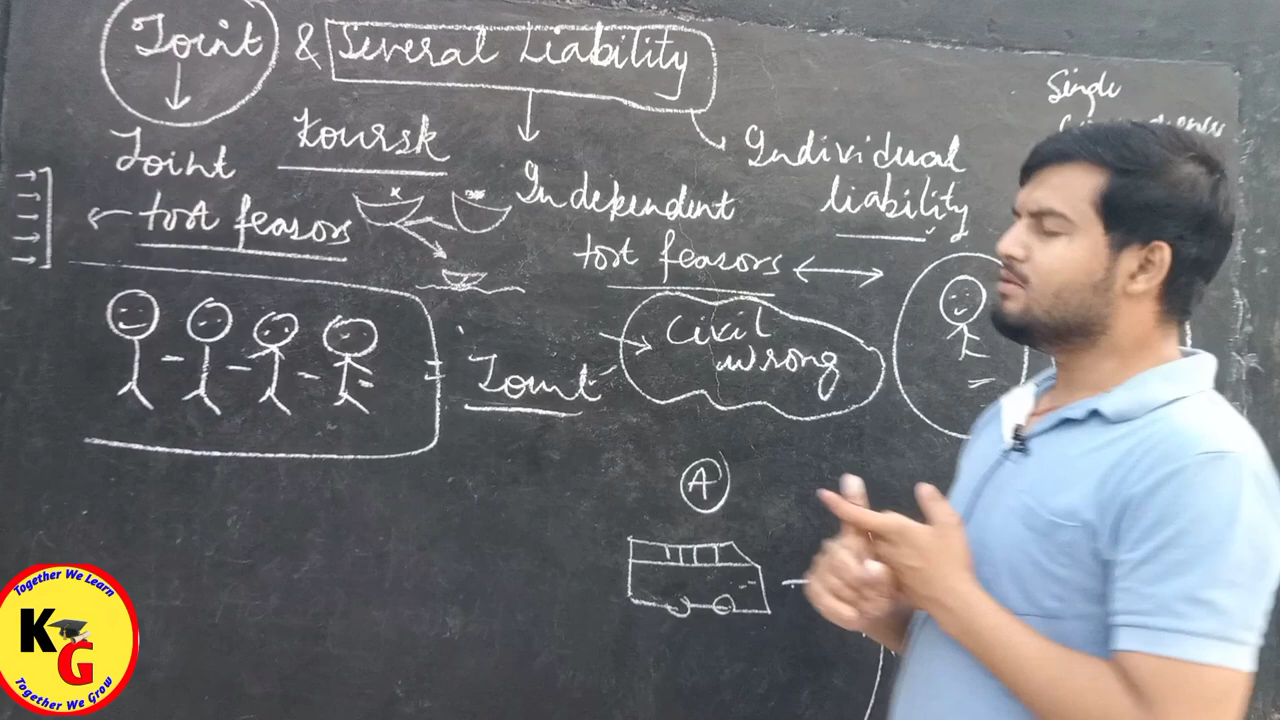 Joint & Several Liability
Joint
tort feasors
Koursk
Independent
tort feasors
Individual
liability
Single
= Joint
Civil
wrong
A
Together We Learn
KG
Together We Grow